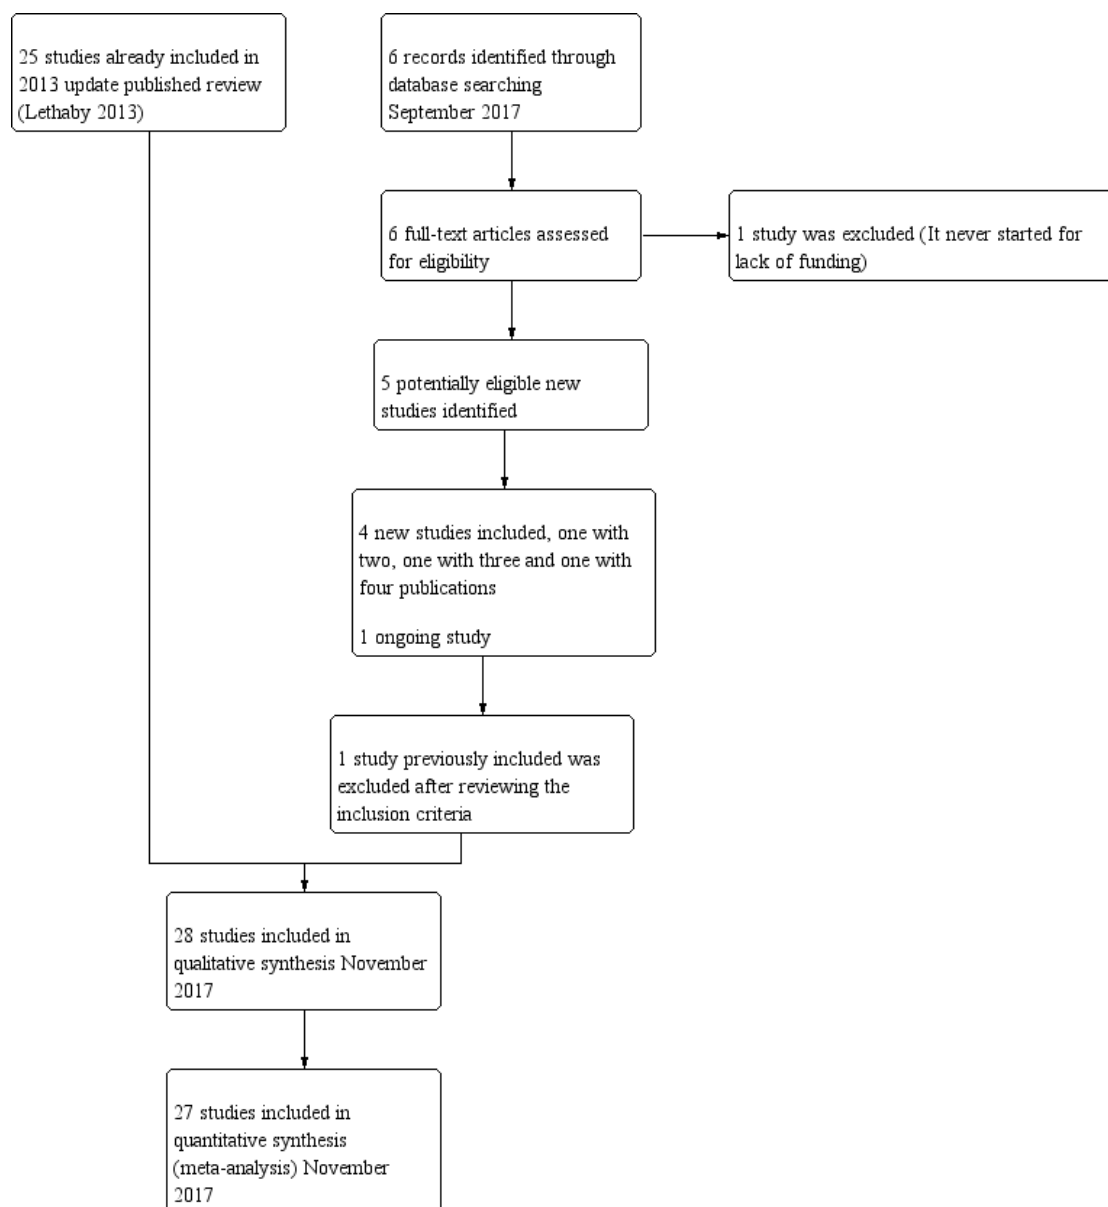 25 studies already included in
2013 update published review
(Lethaby 2013)
6 records identified through
database searching
September 2017
6 full-text articles assessed
for eligibility
1 study was excluded (It never started for
lack of funding)
5 potentially eligible new
studies identified
4 new studies included, one with
two, one with three and one with
four publications
1 ongoing study
1 study previously included was
excluded after reviewing the
inclusion criteria
28 studies included in
qualitative synthesis November
2017
27 studies included in
quantitative synthesis
(meta-analysis) November
2017